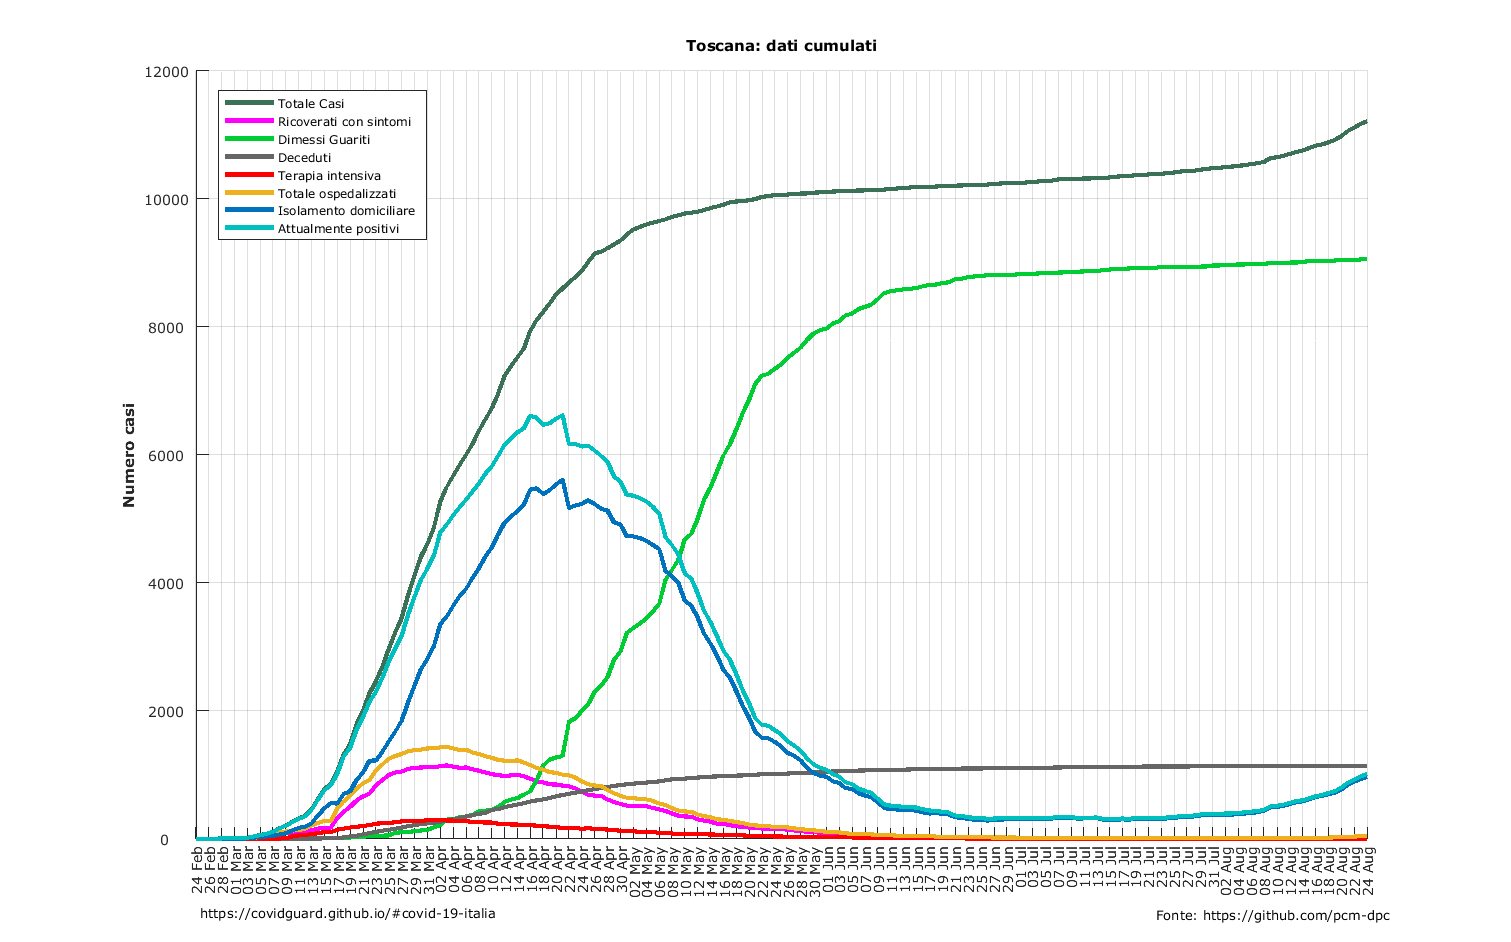 Toscana: dati cumulati
Numero casi
12000
10000
8000
6000
4000
2000
0
Totale Casi
Ricoverati con sintomi
Dimessi Guariti
Deceduti
Terapia intensiva
Totale ospedalizzati
Isolamento domiciliare
Attualmente positivi
24 Feb
26 Feb
28 Feb
01 Mar
03 Mar
05 Mar
07 Mar
09 Mar
11 Mar
13 Mar
15 Mar
17 Mar
19 Mar
21 Mar
23 Mar
25 Mar
27 Mar
29 Mar
31 Mar
02 Apr
04 Apr
06 Apr
08 Apr
10 Apr
12 Apr
14 Apr
16 Apr
18 Apr
20 Apr
22 Apr
24 Apr
26 Apr
28 Apr
30 Apr
02 May
04 May
06 May
08 May
10 May
12 May
14 May
16 May
18 May
20 May
22 May
24 May
26 May
28 May
30 May
01 Jun
03 Jun
05 Jun
07 Jun
09 Jun
11 Jun
13 Jun
15 Jun
17 Jun
19 Jun
21 Jun
23 Jun
25 Jun
27 Jun
29 Jun
01 Jul
03 Jul
05 Jul
07 Jul
09 Jul
11 Jul
13 Jul
15 Jul
17 Jul
19 Jul
21 Jul
23 Jul
25 Jul
27 Jul
29 Jul
31 Jul
02 Aug
04 Aug
06 Aug
08 Aug
10 Aug
12 Aug
14 Aug
16 Aug
18 Aug
20 Aug
22 Aug
24 Aug
https://covidguard.github.io/#covid-19-italia
Fonte: https://github.com/pcm-dpc